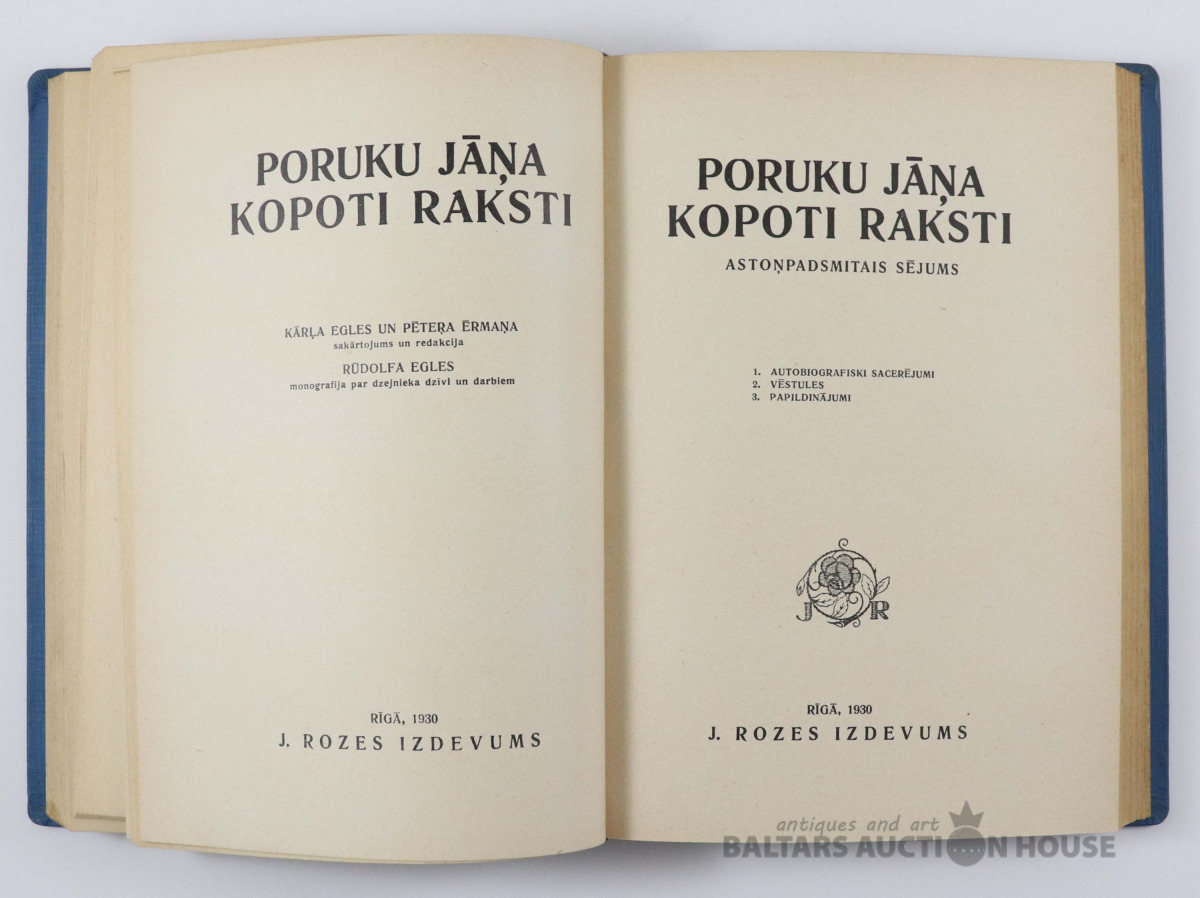 PORUKU JĀŅA
KOPOTI RAKSTI
KĀRĻA EGLES UN PĒTEŖA ĒRMAŅA
sakārtojums un redakcija
RŪDOLFA EGLES
monografija par dzejnieka dzīvi un darbiem
RĪGĀ, 1930
J. ROZES IZDEVUMS
PORUKU JĀŅA
KOPOTI RAKSTI
ASTOŅPADSMITAIS SĒJUMS
1. AUTOBIOGRAFISKI SACERĒJUMI
2. VĒSTULES
3. PAPILDINĀJUMI
J R
RĪGĀ, 1930
J. ROZES IZDEVUMS
antiques and art
BALTARS AUCTION HOUSE